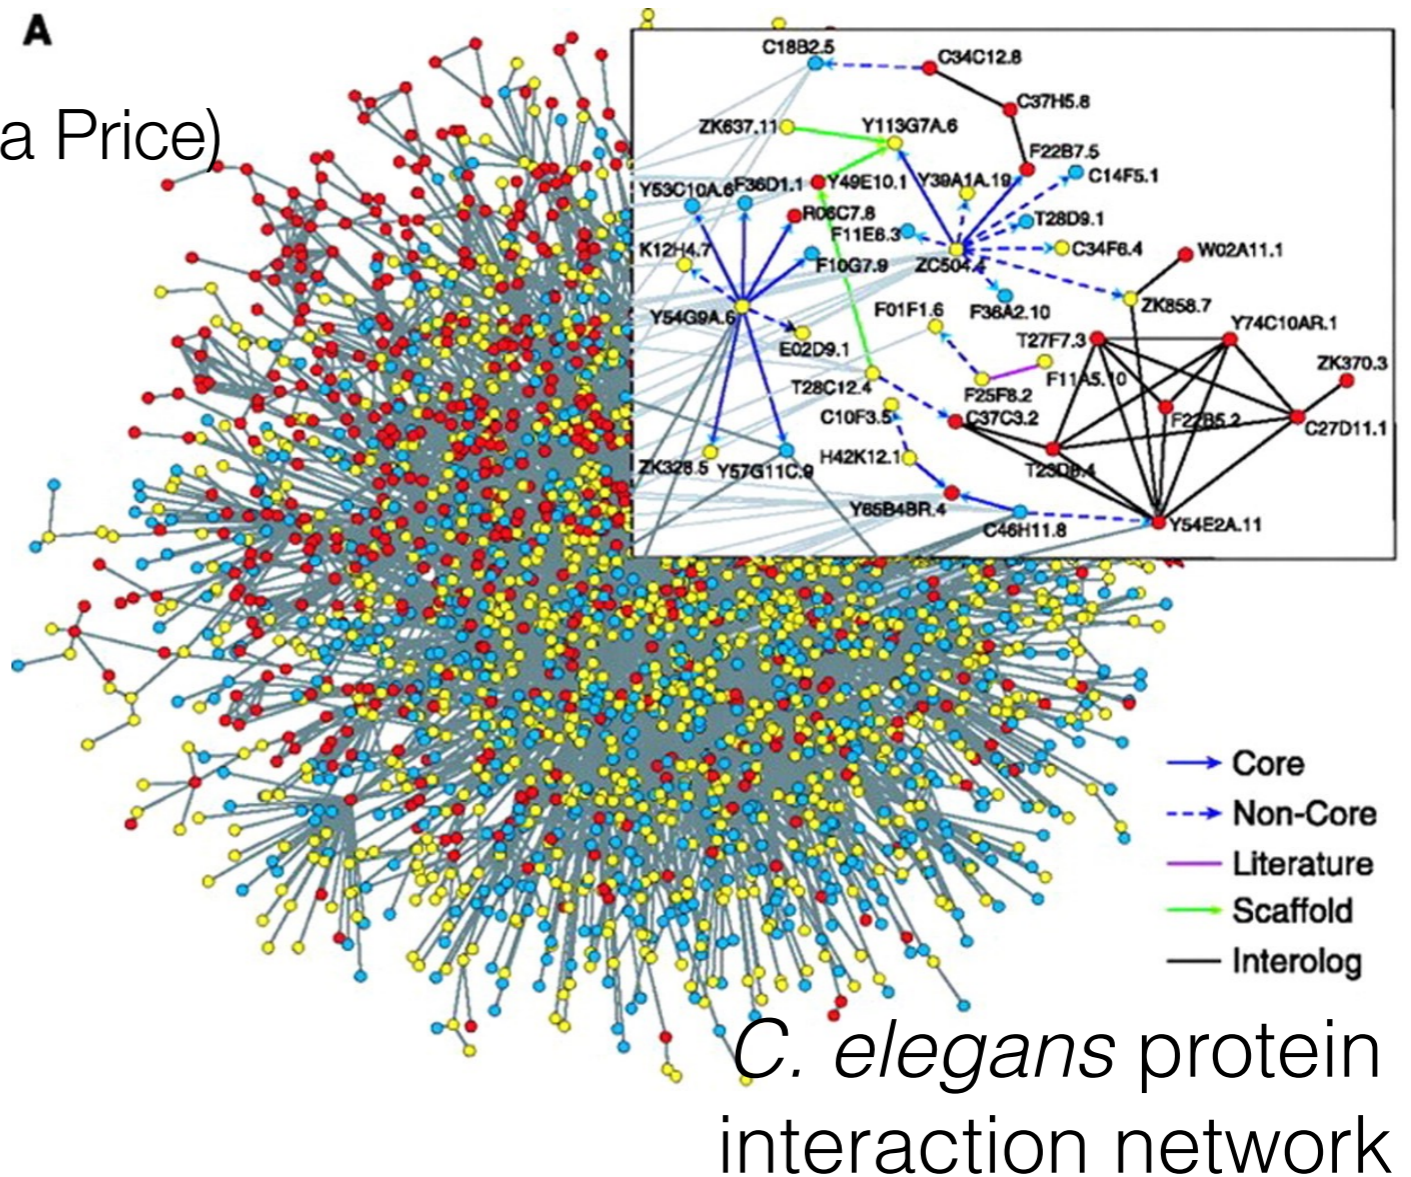 A
a Price)
C18B2.5
C34C12.8
C37H5.8
ZK637.11
Y113G7A.6
F22B7.5
C14F5.1
Y53C10A.6
F36D1.1
Y49E10.1
Y39A1A.19
R06C7.8
T28D9.1
F11E6.3
K12H4.7
F10G7.9
ZC504.4
C34F6.4
W02A11.1
Y54G9A.6
F01F1.6
F38A2.10
ZK858.7
E02D9.1
T27F7.3
Y74C10AR.1
ZK370.3
T28C12.4
F25F8.2
F11A5.10
C10F3.5
C37C3.2
F22B5.2
C27D11.1
ZK328.5
Y57G11C.9
H42K12.1
T23D8.4
Y65B4BR.4
C46H11.8
Y54E2A.11
Core
Non-Core
Literature
Scaffold
Interolog
C. elegans protein
interaction network